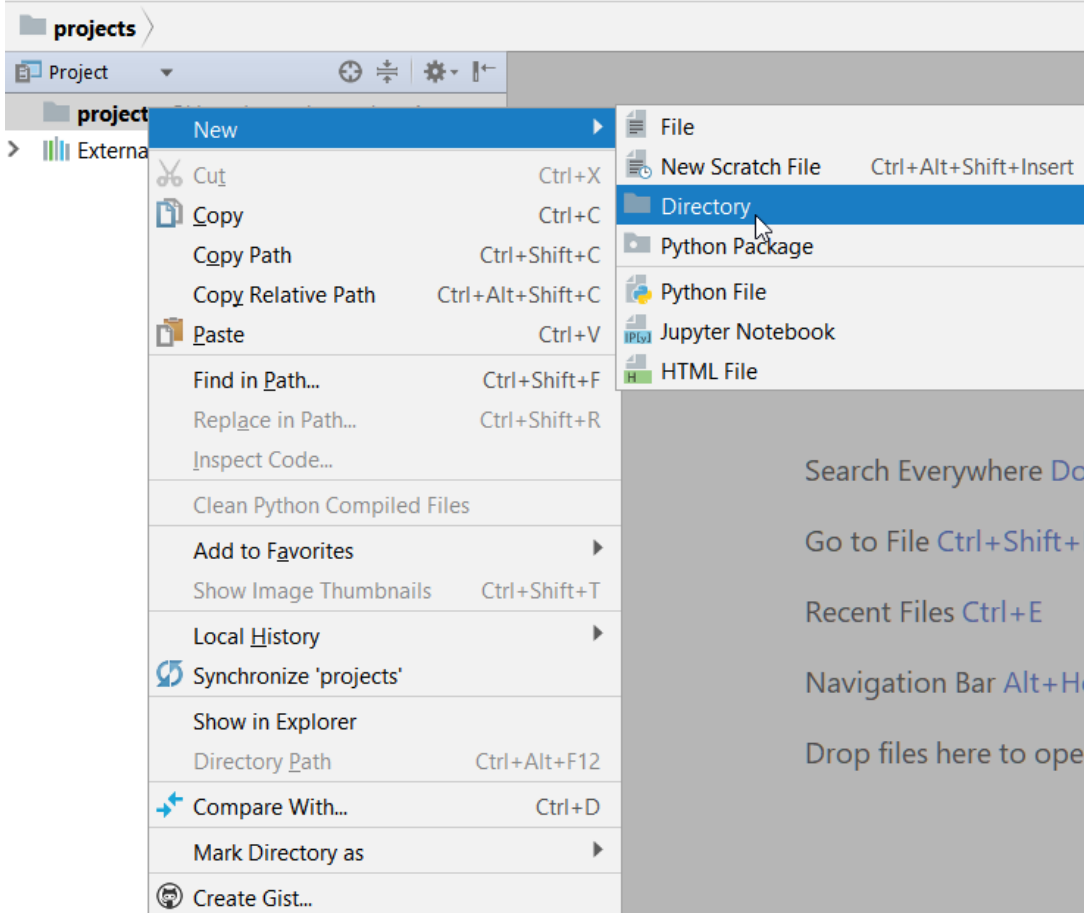 projects
Project
project
Externa
New
Cut Ctrl+X
Copy Ctrl+C
Copy Path Ctrl+Shift+C
Copy Relative Path Ctrl+Alt+Shift+C
Paste Ctrl+V
Find in Path... Ctrl+Shift+F
Replace in Path... Ctrl+Shift+R
Inspect Code...
Clean Python Compiled Files
Add to Favorites
Show Image Thumbnails Ctrl+Shift+T
Local History
Synchronize 'projects'
Show in Explorer
Directory Path Ctrl+Alt+F12
Compare With... Ctrl+D
Mark Directory as
Create Gist...
File
New Scratch File Ctrl+Alt+Shift+Insert
Directory
Python Package
Python File
IP[y] Jupyter Notebook
H HTML File
Search Everywhere Do
Go to File Ctrl+Shift+
Recent Files Ctrl+E
Navigation Bar Alt+Ho
Drop files here to ope